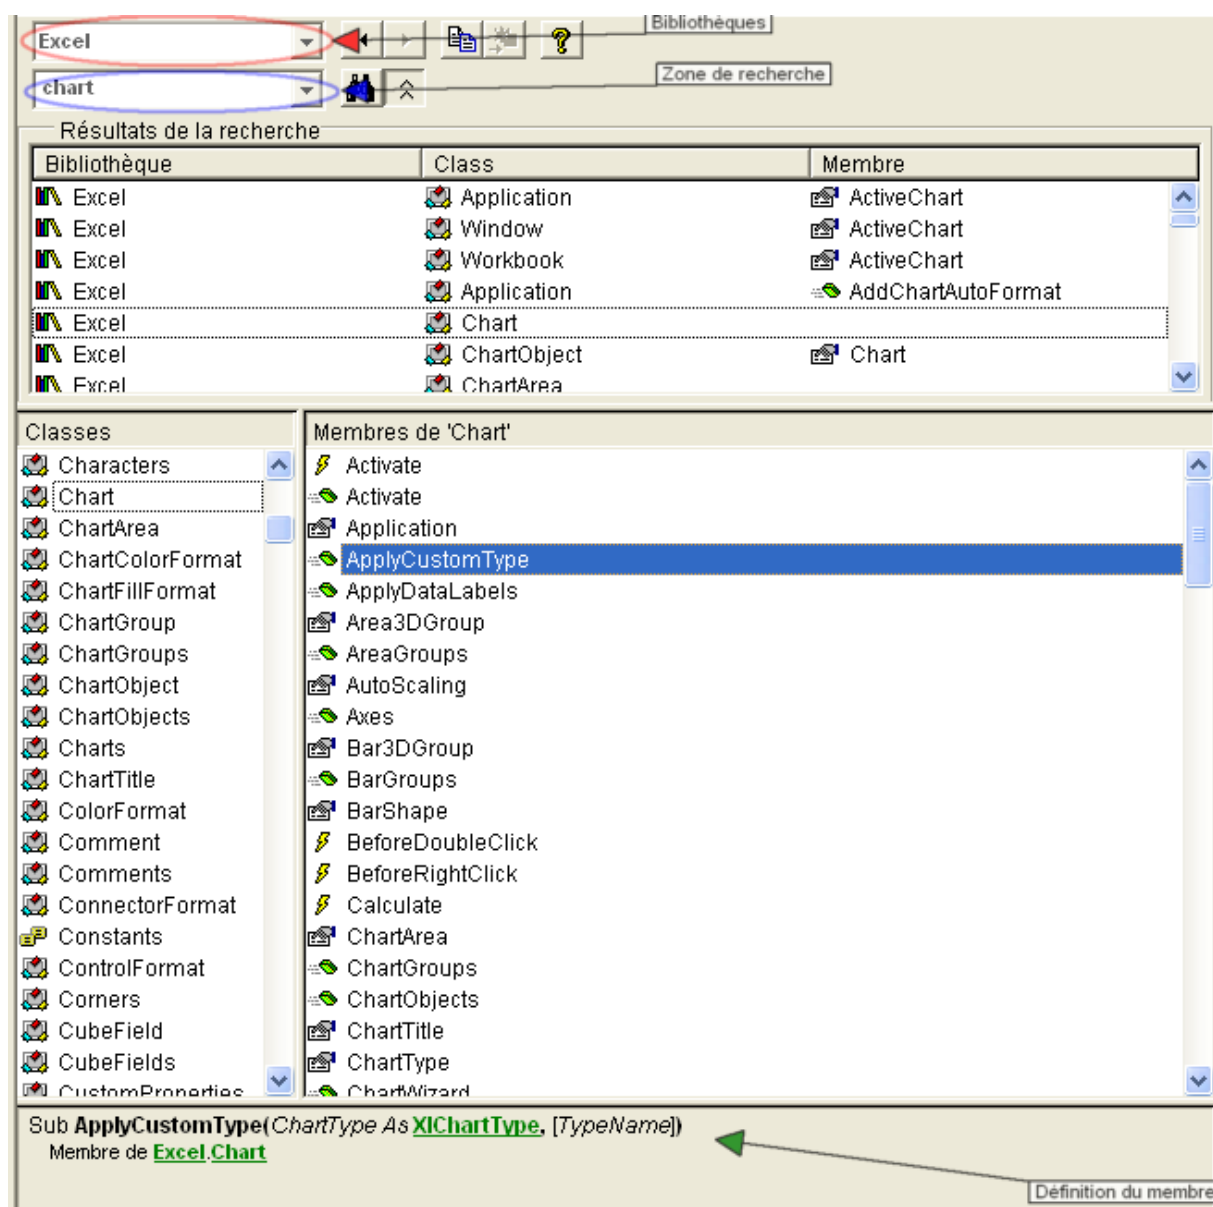 Excel
Bibliothèques
chart
Zone de recherche
Résultats de la recherche
Bibliothèque Class Membre
Excel Application ActiveChart
Excel Window ActiveChart
Excel Workbook ActiveChart
Excel Application AddChartAutoFormat
Excel Chart
Excel ChartObject Chart
Excel ChartArea
Classes
Characters
Chart
ChartArea
ChartColorFormat
ChartFillFormat
ChartGroup
ChartGroups
ChartObject
ChartObjects
Charts
ChartTitle
ColorFormat
Comment
Comments
ConnectorFormat
Constants
ControlFormat
Corners
CubeField
CubeFields
CustomProperties
Membres de 'Chart'
Activate
Activate
Application
ApplyCustomType
ApplyDataLabels
Area3DGroup
AreaGroups
AutoScaling
Axes
Bar3DGroup
BarGroups
BarShape
BeforeDoubleClick
BeforeRightClick
Calculate
ChartArea
ChartGroups
ChartObjects
ChartTitle
ChartType
ChartWizard
Sub ApplyCustomType(ChartType As XlChartType, [TypeName])
Membre de Excel.Chart
Définition du membre